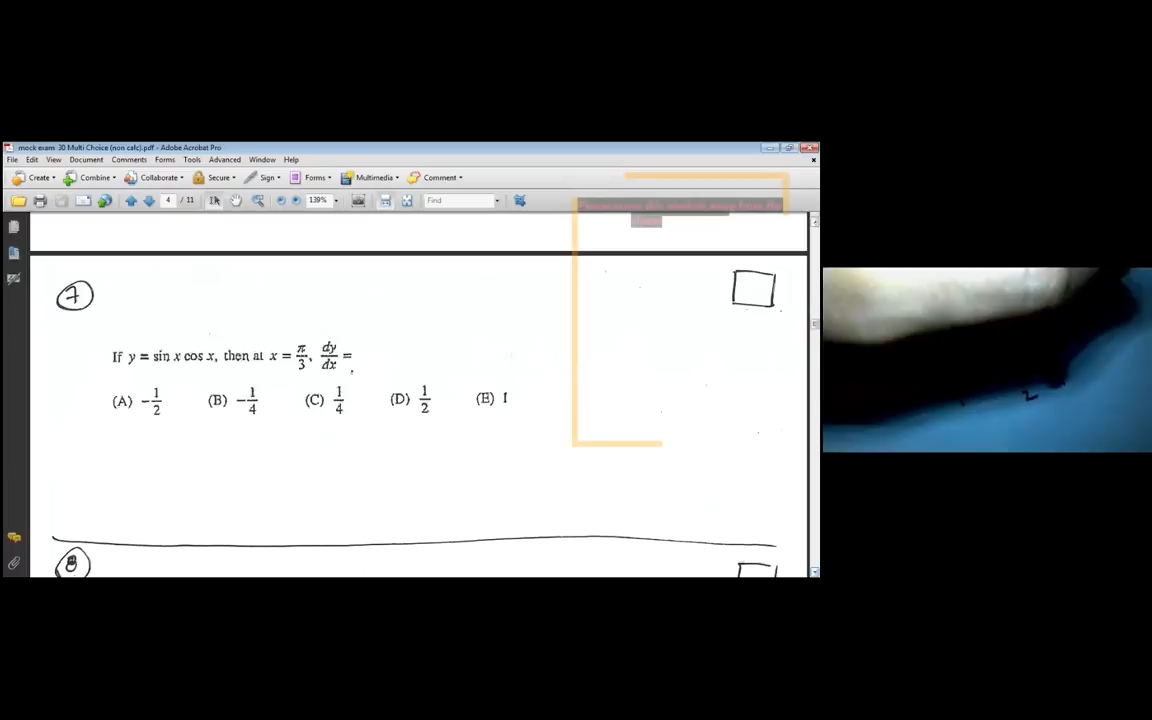 mock exam 30 Multi Choice (non calc).pdf - Adobe Acrobat Pro
File Edit View Document Comments Forms Tools Advanced Window Help
Create Combine Collaborate Secure Sign Forms Multimedia Comment
4 / 11 139% Find
7
If y = sin x cos x, then at x = π/3, dy/dx =
(A) -1/2 (B) -1/4 (C) 1/4 (D) 1/2 (E) 1
8
2